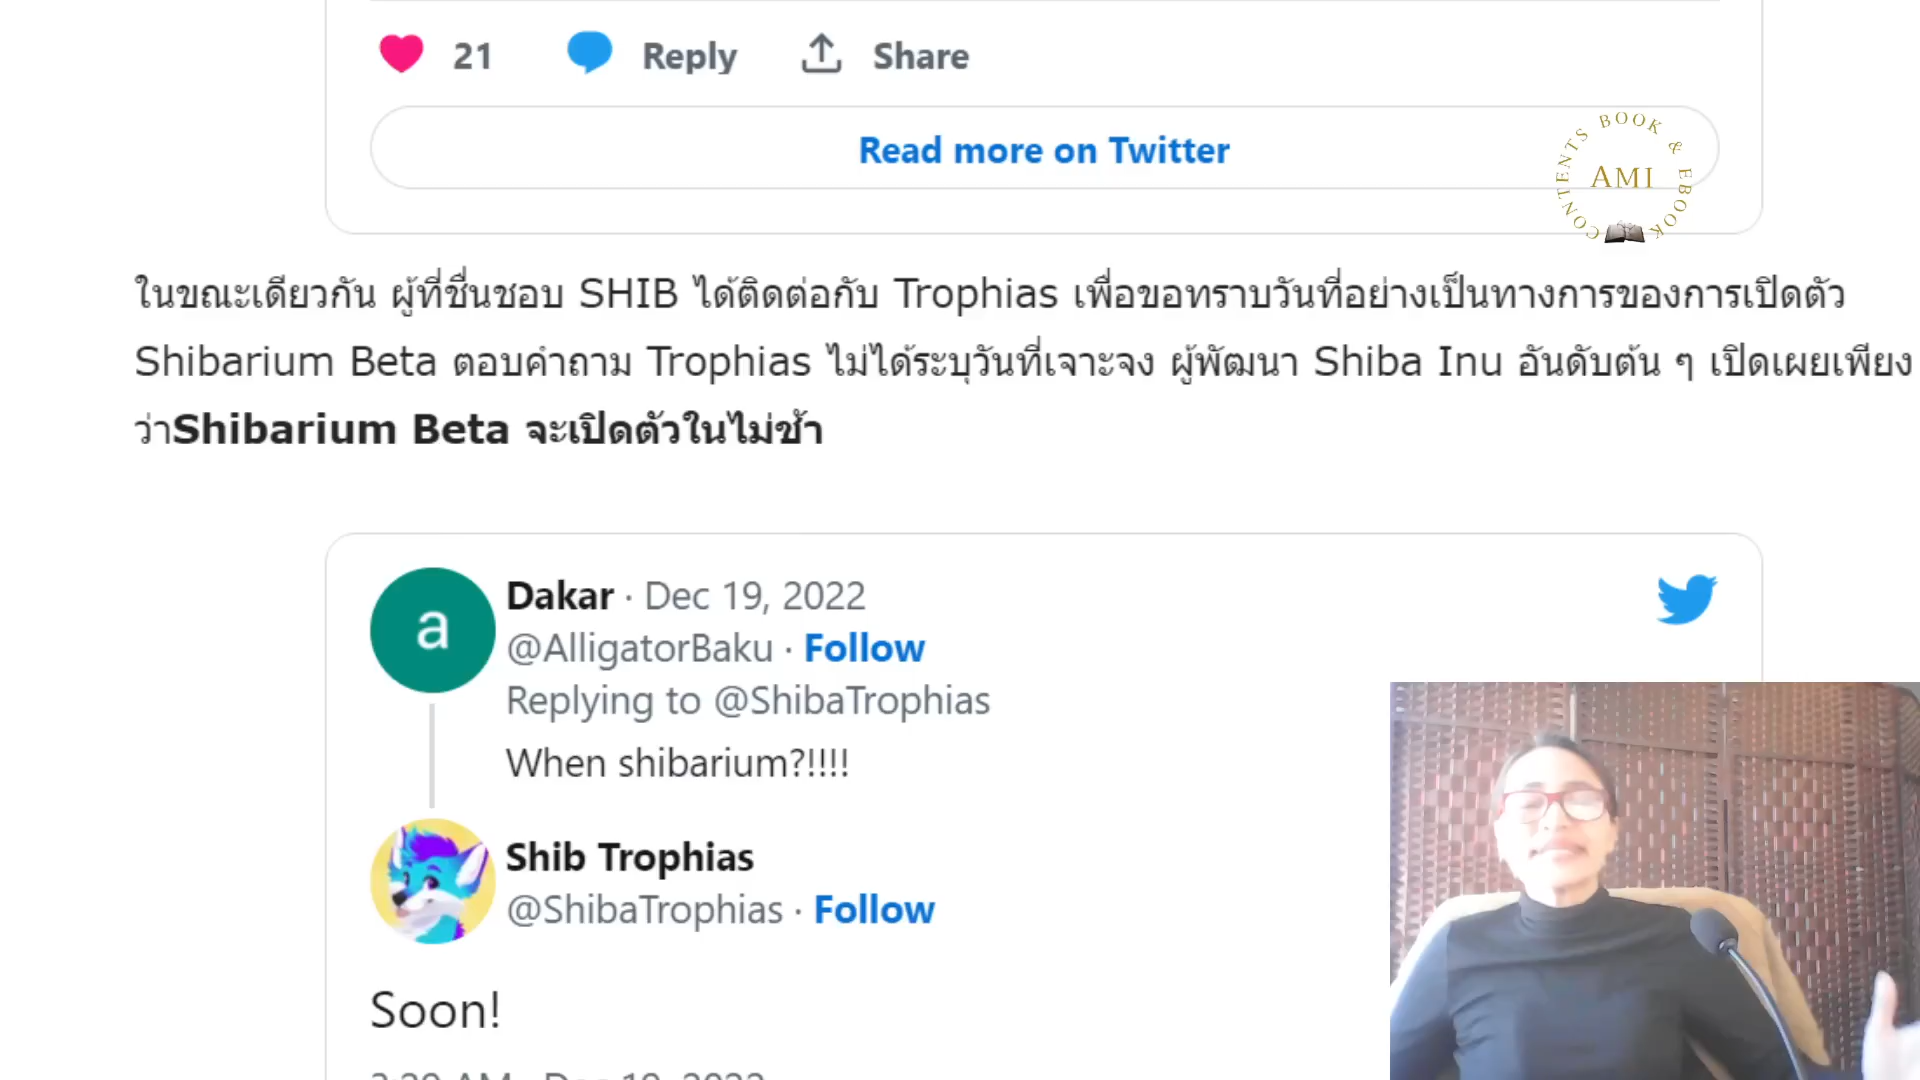 21 Reply Share
Read more on Twitter
CONTENTS BOOK & EBOOK
AMI
ในขณะเดียวกัน ผู้ที่ชื่นชอบ SHIB ได้ติดต่อกับ Trophias เพื่อขอทราบวันที่อย่างเป็นทางการของการเปิดตัว
Shibarium Beta ตอบคำถาม Trophias ไม่ได้ระบุวันที่เจาะจง ผู้พัฒนา Shiba Inu อันดับต้น ๆ เปิดเผยเพียง
ว่าShibarium Beta จะเปิดตัวในไม่ช้า
a
Dakar · Dec 19, 2022
@AlligatorBaku · Follow
Replying to @ShibaTrophias
When shibarium?!!!!
Shib Trophias
@ShibaTrophias · Follow
Soon!